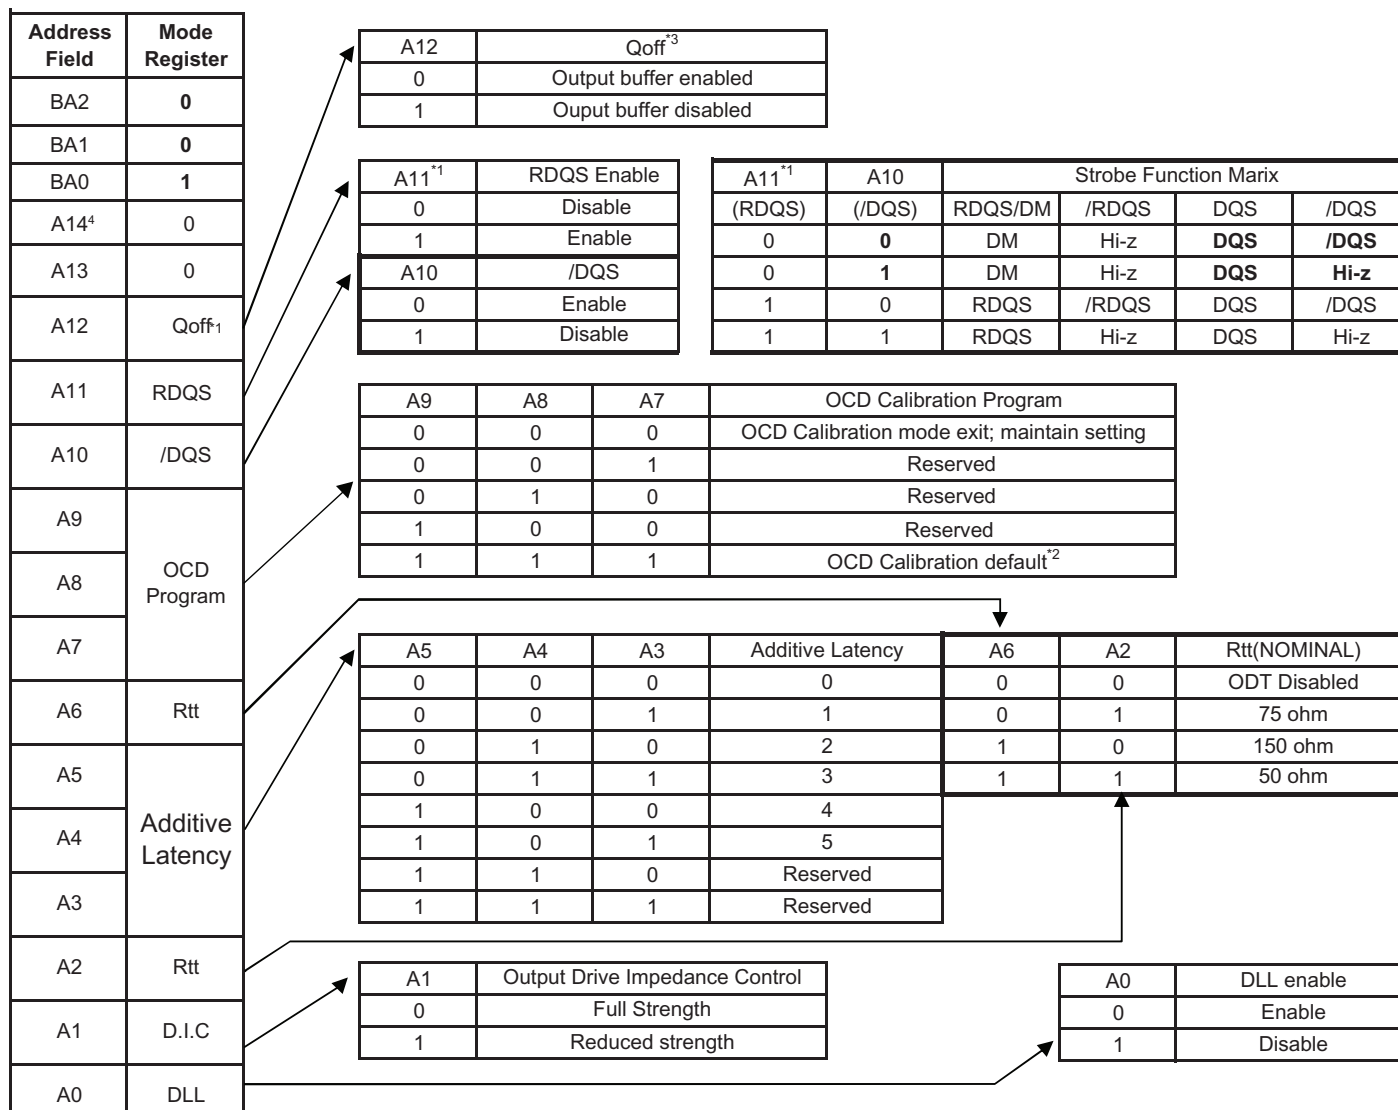 Address Field Mode Register
BA2 0
BA1 0
BA0 1
A14⁴ 0
A13 0
A12 Qoff*1
A11 RDQS
A10 /DQS
A9
A8 OCD Program
A7
A6 Rtt
A5
A4 Additive Latency
A3
A2 Rtt
A1 D.I.C
A0 DLL
A12 Qoff*3
0 Output buffer enabled
1 Ouput buffer disabled
A11*1 RDQS Enable
0 Disable
1 Enable
A10 /DQS
0 Enable
1 Disable
A11*1 A10 Strobe Function Marix
(RDQS) (/DQS) RDQS/DM /RDQS DQS /DQS
0 0 DM Hi-z DQS /DQS
0 1 DM Hi-z DQS Hi-z
1 0 RDQS /RDQS DQS /DQS
1 1 RDQS Hi-z DQS Hi-z
A9 A8 A7 OCD Calibration Program
0 0 0 OCD Calibration mode exit; maintain setting
0 0 1 Reserved
0 1 0 Reserved
1 0 0 Reserved
1 1 1 OCD Calibration default*2
A5 A4 A3 Additive Latency
0 0 0 0
0 0 1 1
0 1 0 2
0 1 1 3
1 0 0 4
1 0 1 5
1 1 0 Reserved
1 1 1 Reserved
A6 A2 Rtt(NOMINAL)
0 0 ODT Disabled
0 1 75 ohm
1 0 150 ohm
1 1 50 ohm
A1 Output Drive Impedance Control
0 Full Strength
1 Reduced strength
A0 DLL enable
0 Enable
1 Disable